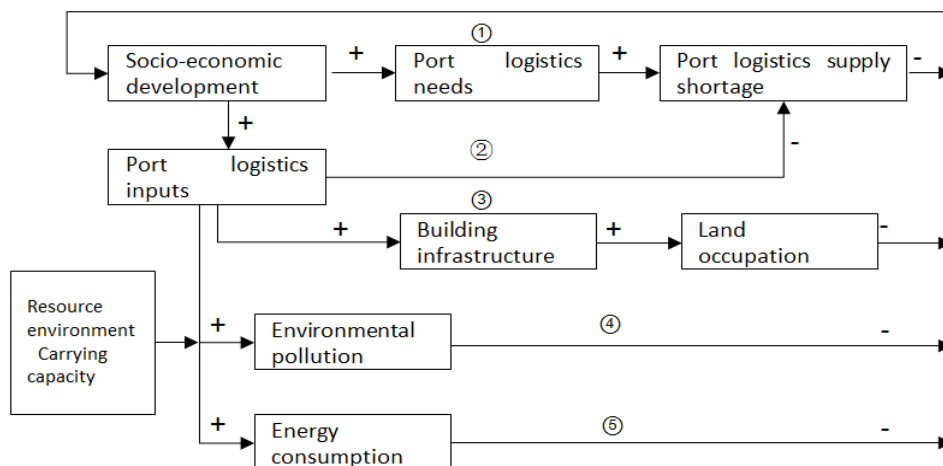 ①
Socio-economic
development
+
Port logistics
needs
+
Port logistics supply
shortage
-
+
Port logistics
inputs
②
-
③
+
Building
infrastructure
+
Land
occupation
-
Resource
environment
Carrying
capacity
+
Environmental
pollution
④
-
+
Energy
consumption
⑤
-